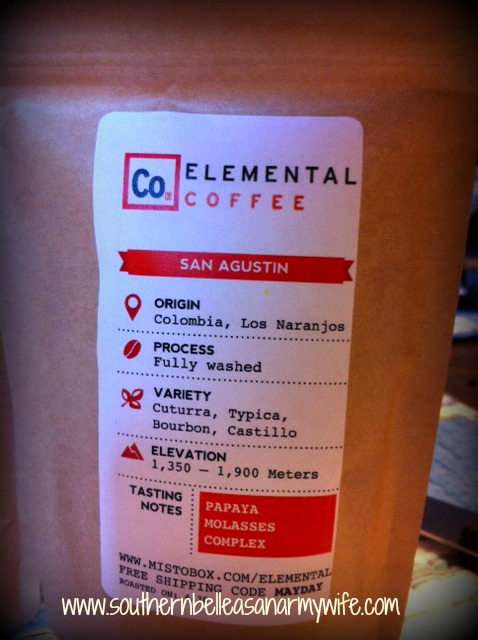 Co
ELEMENTAL
COFFEE
SAN AGUSTIN
ORIGIN
Colombia, Los Naranjos
PROCESS
Fully washed
VARIETY
Cuturra, Typica,
Bourbon, Castillo
ELEVATION
1,350 – 1,900 Meters
TASTING
NOTES
PAPAYA
MOLASSES
COMPLEX
WWW.MISTOBOX.COM/ELEMENTAL
FREE SHIPPING CODE MAYDAY
ROASTED ON:
www.southernbelleasanarmywife.com